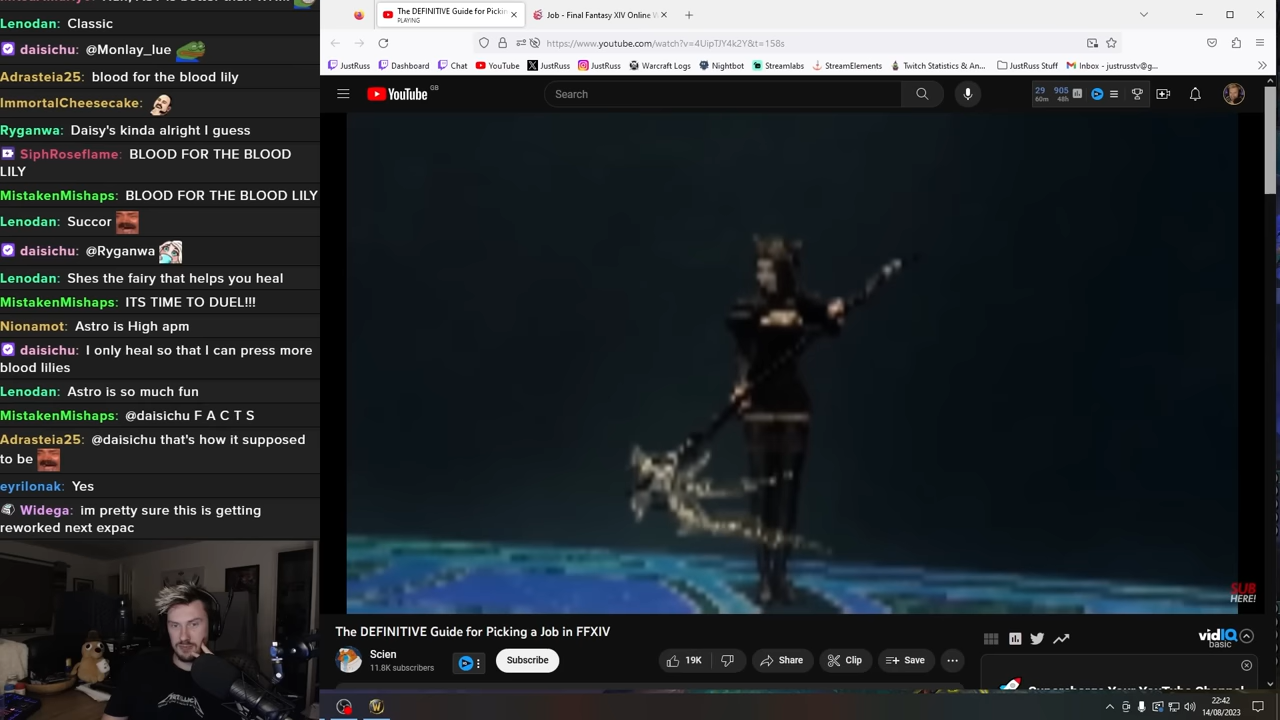 Lenodan: Classic
daisichu: @Monlay_lue
Adrasteia25: blood for the blood lily
ImmortalCheesecake:
Ryganwa: Daisy's kinda alright I guess
SiphRoseflame: BLOOD FOR THE BLOOD
LILY
MistakenMishaps: BLOOD FOR THE BLOOD LILY
Lenodan: Succor
daisichu: @Ryganwa
Lenodan: Shes the fairy that helps you heal
MistakenMishaps: ITS TIME TO DUEL!!!
Nionamot: Astro is High apm
daisichu: I only heal so that I can press more
blood lilies
Lenodan: Astro is so much fun
MistakenMishaps: @daisichu F A C T S
Adrasteia25: @daisichu that's how it supposed
to be
eyrilonak: Yes
Widega: im pretty sure this is getting
reworked next expac
The DEFINITIVE Guide for Pickin
PLAYING
Job - Final Fantasy XIV Online W
https://www.youtube.com/watch?v=4UipTJY4k2Y&t=158s
JustRuss Dashboard Chat YouTube JustRuss JustRuss Warcraft Logs Nightbot Streamlabs StreamElements Twitch Statistics & An... JustRuss Stuff Inbox - justrusstv@g...
YouTube GB
Search
29 905
60m 48h
SUB
HERE!
The DEFINITIVE Guide for Picking a Job in FFXIV
Scien
11.8K subscribers
Subscribe
19K
Share
Clip
Save
vidIQ
basic
22:42
14/08/2023